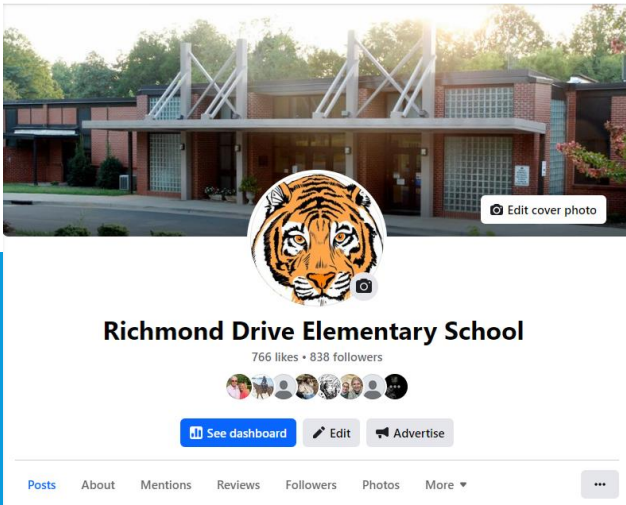 Edit cover photo
Richmond Drive Elementary School
766 likes • 838 followers
See dashboard Edit Advertise
Posts About Mentions Reviews Followers Photos More